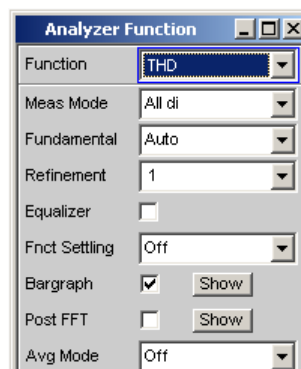 Analyzer Function
Function THD
Meas Mode All di
Fundamental Auto
Refinement 1
Equalizer
Fnct Settling Off
Bargraph Show
Post FFT Show
Avg Mode Off